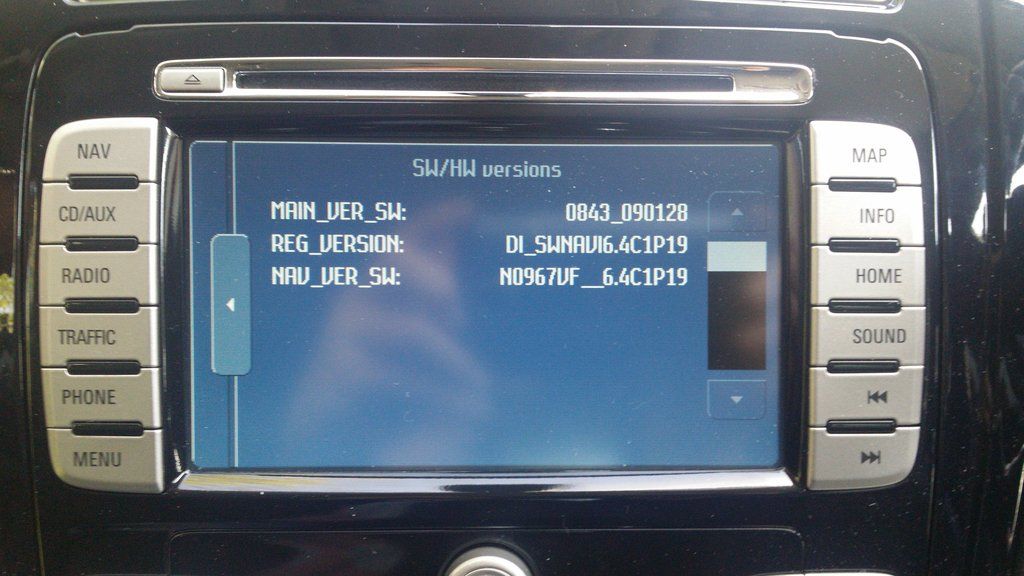 NAV
CD/AUX
RADIO
TRAFFIC
PHONE
MENU
SW/HW versions
MAIN_VER_SW: 0843_090128
REG_VERSION: DI_SWNAVI6.4C1P19
NAV_VER_SW: N0967VF__6.4C1P19
MAP
INFO
HOME
SOUND